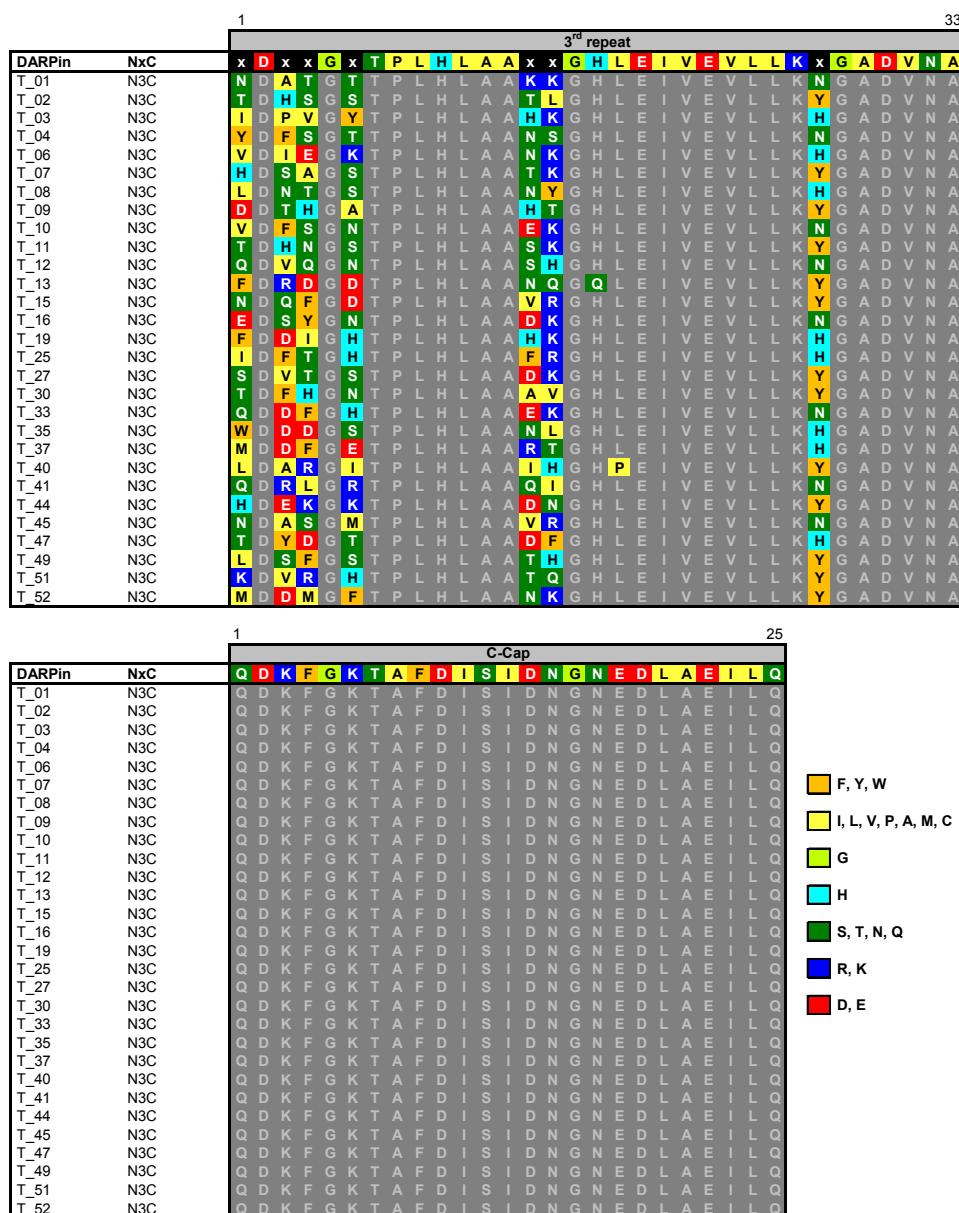 1 33
3rd repeat
DARPin NxC x D x x G x T P L H L A A x x G H L E I V E V L L K x G A D V N A
T_01 N3C N D A T G N T P L H L A A K K G H L E I V E V L L K N G A D V N A
T_02 N3C T D H S G S T P L H L A A T L G H L E I V E V L L K Y G A D V N A
T_03 N3C I D P V G Y T P L H L A A H K G H L E I V E V L L K H G A D V N A
T_04 N3C Y D F S G T T P L H L A A N S G H L E I V E V L L K N G A D V N A
T_06 N3C V D I E G K T P L H L A A N K G H L E I V E V L L K H G A D V N A
T_07 N3C H D S A G S T P L H L A A T K G H L E I V E V L L K Y G A D V N A
T_08 N3C L D N T G S T P L H L A A N Y G H L E I V E V L L K H G A D V N A
T_09 N3C D D T H G A T P L H L A A H T G H L E I V E V L L K Y G A D V N A
T_10 N3C V D F S G N T P L H L A A E K G H L E I V E V L L K N G A D V N A
T_11 N3C T D H N G S T P L H L A A S K G H L E I V E V L L K Y G A D V N A
T_12 N3C Q D V Q G N T P L H L A A S H G H L E I V E V L L K N G A D V N A
T_13 N3C F D R D G D T P L H L A A N Q G Q L E I V E V L L K Y G A D V N A
T_15 N3C N D Q F G D T P L H L A A V R G H L E I V E V L L K Y G A D V N A
T_16 N3C E D S Y G N T P L H L A A D K G H L E I V E V L L K N G A D V N A
T_19 N3C F D D I G H T P L H L A A H K G H L E I V E V L L K H G A D V N A
T_25 N3C I D F T G H T P L H L A A F R G H L E I V E V L L K H G A D V N A
T_27 N3C S D V T G S T P L H L A A D K G H L E I V E V L L K Y G A D V N A
T_30 N3C T D F H G N T P L H L A A A V G H L E I V E V L L K Y G A D V N A
T_33 N3C Q D D F G H T P L H L A A E K G H L E I V E V L L K N G A D V N A
T_35 N3C W D D D G S T P L H L A A N L G H L E I V E V L L K H G A D V N A
T_37 N3C M D D F G E T P L H L A A R T G H L E I V E V L L K H G A D V N A
T_40 N3C L D A R G I T P L H L A A I H G H P E I V E V L L K Y G A D V N A
T_41 N3C Q D R L G R T P L H L A A Q I G H L E I V E V L L K N G A D V N A
T_44 N3C H D E K G K T P L H L A A D N G H L E I V E V L L K Y G A D V N A
T_45 N3C N D A S G M T P L H L A A V R G H L E I V E V L L K N G A D V N A
T_47 N3C T D Y D G T T P L H L A A D F G H L E I V E V L L K H G A D V N A
T_49 N3C L D S F G S T P L H L A A T H G H L E I V E V L L K Y G A D V N A
T_51 N3C K D V R G H T P L H L A A T Q G H L E I V E V L L K Y G A D V N A
T_52 N3C M D D M G F T P L H L A A N K G H L E I V E V L L K Y G A D V N A
1 25
C-Cap
DARPin NxC Q D K F G K T A F D I S I D N G N E D L A E I L Q
T_01 N3C Q D K F G K T A F D I S I D N G N E D L A E I L Q
T_02 N3C Q D K F G K T A F D I S I D N G N E D L A E I L Q
T_03 N3C Q D K F G K T A F D I S I D N G N E D L A E I L Q
T_04 N3C Q D K F G K T A F D I S I D N G N E D L A E I L Q
T_06 N3C Q D K F G K T A F D I S I D N G N E D L A E I L Q
T_07 N3C Q D K F G K T A F D I S I D N G N E D L A E I L Q
T_08 N3C Q D K F G K T A F D I S I D N G N E D L A E I L Q
T_09 N3C Q D K F G K T A F D I S I D N G N E D L A E I L Q
T_10 N3C Q D K F G K T A F D I S I D N G N E D L A E I L Q
T_11 N3C Q D K F G K T A F D I S I D N G N E D L A E I L Q
T_12 N3C Q D K F G K T A F D I S I D N G N E D L A E I L Q
T_13 N3C Q D K F G K T A F D I S I D N G N E D L A E I L Q
T_15 N3C Q D K F G K T A F D I S I D N G N E D L A E I L Q
T_16 N3C Q D K F G K T A F D I S I D N G N E D L A E I L Q
T_19 N3C Q D K F G K T A F D I S I D N G N E D L A E I L Q
T_25 N3C Q D K F G K T A F D I S I D N G N E D L A E I L Q
T_27 N3C Q D K F G K T A F D I S I D N G N E D L A E I L Q
T_30 N3C Q D K F G K T A F D I S I D N G N E D L A E I L Q
T_33 N3C Q D K F G K T A F D I S I D N G N E D L A E I L Q
T_35 N3C Q D K F G K T A F D I S I D N G N E D L A E I L Q
T_37 N3C Q D K F G K T A F D I S I D N G N E D L A E I L Q
T_40 N3C Q D K F G K T A F D I S I D N G N E D L A E I L Q
T_41 N3C Q D K F G K T A F D I S I D N G N E D L A E I L Q
T_44 N3C Q D K F G K T A F D I S I D N G N E D L A E I L Q
T_45 N3C Q D K F G K T A F D I S I D N G N E D L A E I L Q
T_47 N3C Q D K F G K T A F D I S I D N G N E D L A E I L Q
T_49 N3C Q D K F G K T A F D I S I D N G N E D L A E I L Q
T_51 N3C Q D K F G K T A F D I S I D N G N E D L A E I L Q
T_52 N3C Q D K F G K T A F D I S I D N G N E D L A E I L Q
F, Y, W
I, L, V, P, A, M, C
G
H
S, T, N, Q
R, K
D, E